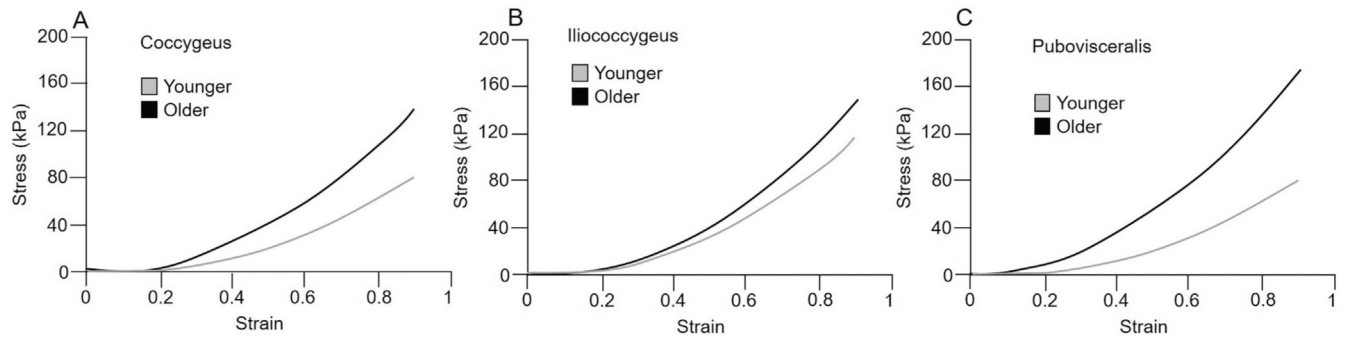 A
Coccygeus
Younger
Older
200
160
120
80
40
0
Stress (kPa)
0
0.2
0.4
0.6
0.8
1
Strain
B
Iliococcygeus
Younger
Older
200
160
120
80
40
0
Stress (kPa)
0
0.2
0.4
0.6
0.8
1
Strain
C
Pubovisceralis
Younger
Older
200
160
120
80
40
0
Stress (kPa)
0
0.2
0.4
0.6
0.8
1
Strain